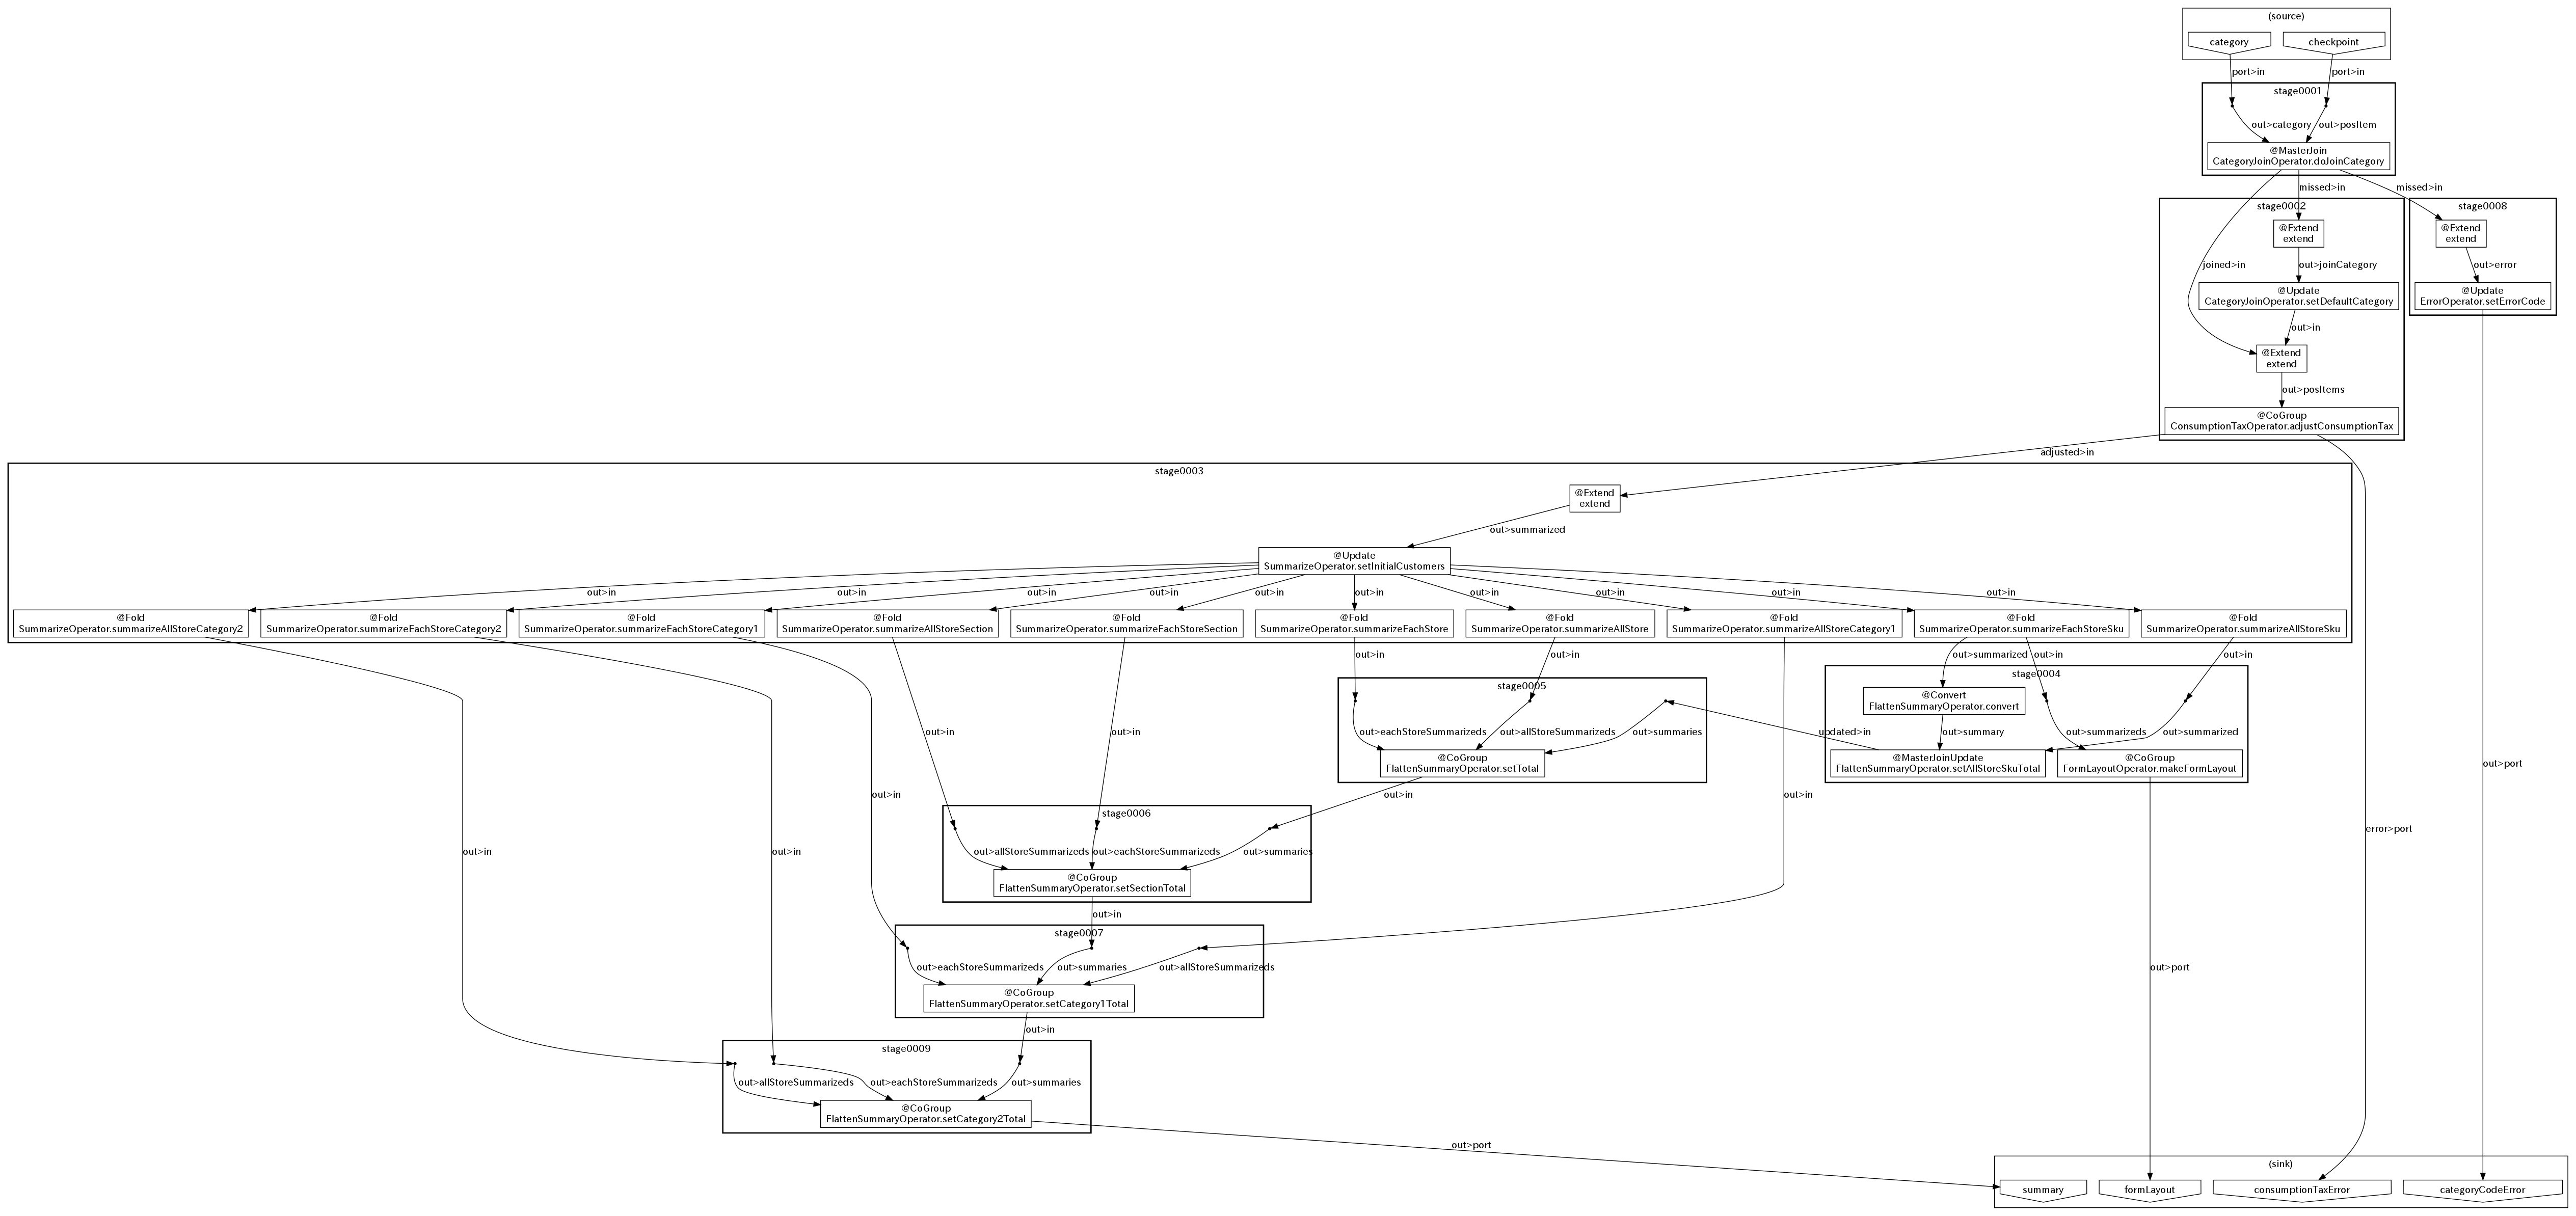 (source)
category
checkpoint
port>in
port>in
stage0001
out>category
out>posItem
@MasterJoin
CategoryJoinOperator.doJoinCategory
missed>in
missed>in
stage0002
stage0008
@Extend
extend
@Extend
extend
joined>in
out>joinCategory
out>error
@Update
CategoryJoinOperator.setDefaultCategory
@Update
ErrorOperator.setErrorCode
out>in
@Extend
extend
out>posItems
@CoGroup
ConsumptionTaxOperator.adjustConsumptionTax
adjusted>in
stage0003
@Extend
extend
out>summarized
@Update
SummarizeOperator.setInitialCustomers
out>in
out>in
out>in
out>in
out>in
out>in
out>in
out>in
out>in
out>in
@Fold
SummarizeOperator.summarizeAllStoreCategory2
@Fold
SummarizeOperator.summarizeEachStoreCategory2
@Fold
SummarizeOperator.summarizeEachStoreCategory1
@Fold
SummarizeOperator.summarizeAllStoreSection
@Fold
SummarizeOperator.summarizeEachStoreSection
@Fold
SummarizeOperator.summarizeEachStore
@Fold
SummarizeOperator.summarizeAllStore
@Fold
SummarizeOperator.summarizeAllStoreCategory1
@Fold
SummarizeOperator.summarizeEachStoreSku
@Fold
SummarizeOperator.summarizeAllStoreSku
out>in
out>in
out>summarized
out>in
out>in
stage0005
stage0004
@Convert
FlattenSummaryOperator.convert
out>in
out>in
out>eachStoreSummarizeds
out>allStoreSummarizeds
out>summaries
updated>in
out>summary
out>summarizeds
out>summarized
@CoGroup
FlattenSummaryOperator.setTotal
@MasterJoinUpdate
FlattenSummaryOperator.setAllStoreSkuTotal
@CoGroup
FormLayoutOperator.makeFormLayout
out>port
out>in
out>in
out>in
stage0006
error>port
out>in
out>in
out>allStoreSummarizeds
out>eachStoreSummarizeds
out>summaries
@CoGroup
FlattenSummaryOperator.setSectionTotal
out>in
stage0007
out>eachStoreSummarizeds
out>summaries
out>allStoreSummarizeds
out>port
@CoGroup
FlattenSummaryOperator.setCategory1Total
out>in
stage0009
out>allStoreSummarizeds
out>eachStoreSummarizeds
out>summaries
@CoGroup
FlattenSummaryOperator.setCategory2Total
out>port
(sink)
summary
formLayout
consumptionTaxError
categoryCodeError